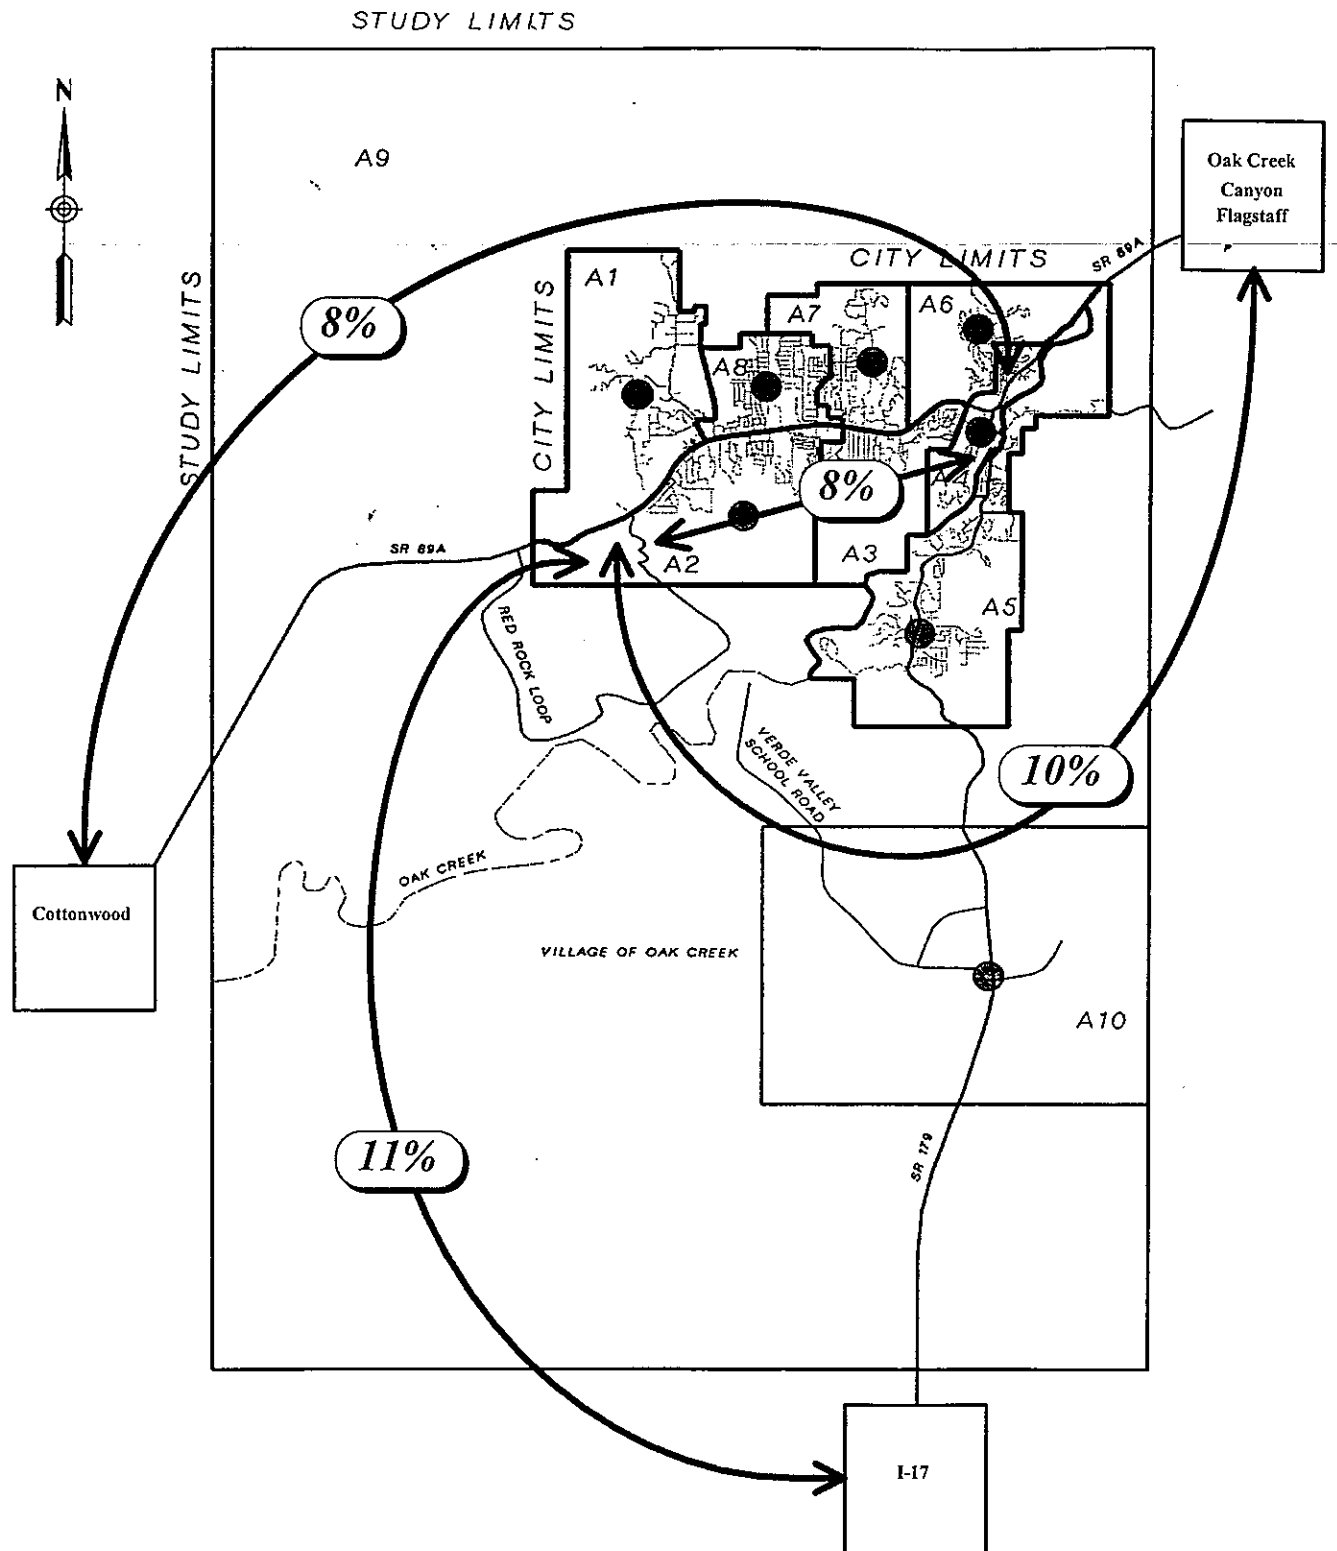 STUDY LIMITS
N
A9
Oak Creek
Canyon
Flagstaff
SR 89A
CITY LIMITS
A1
A7
A6
STUDY LIMITS
CITY LIMITS
8%
A8
8%
A4
SR 89A
A2
A3
A5
RED ROCK LOOP
VERDE VALLEY
SCHOOL ROAD
10%
OAK CREEK
Cottonwood
VILLAGE OF OAK CREEK
A10
11%
SR 179
I-17